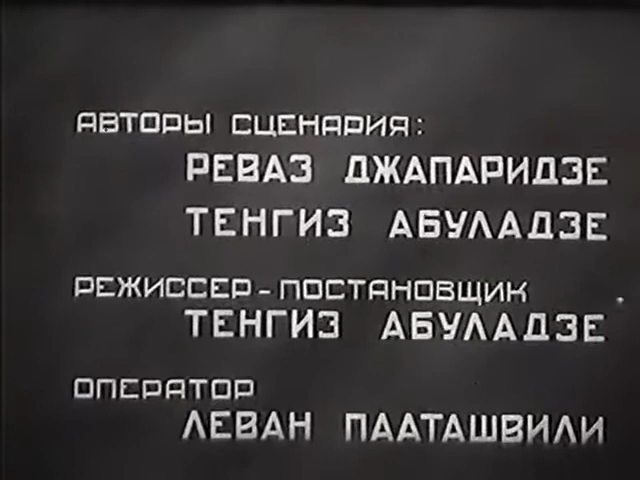 АВТОРЫ СЦЕНАРИЯ:
РЕВАЗ ДЖАПАРИДЗЕ
ТЕНГИЗ АБУЛАДЗЕ
РЕЖИССЕР-ПОСТАНОВЩИК
ТЕНГИЗ АБУЛАДЗЕ
ОПЕРАТОР
ЛЕВАН ПААТАШВИЛИ